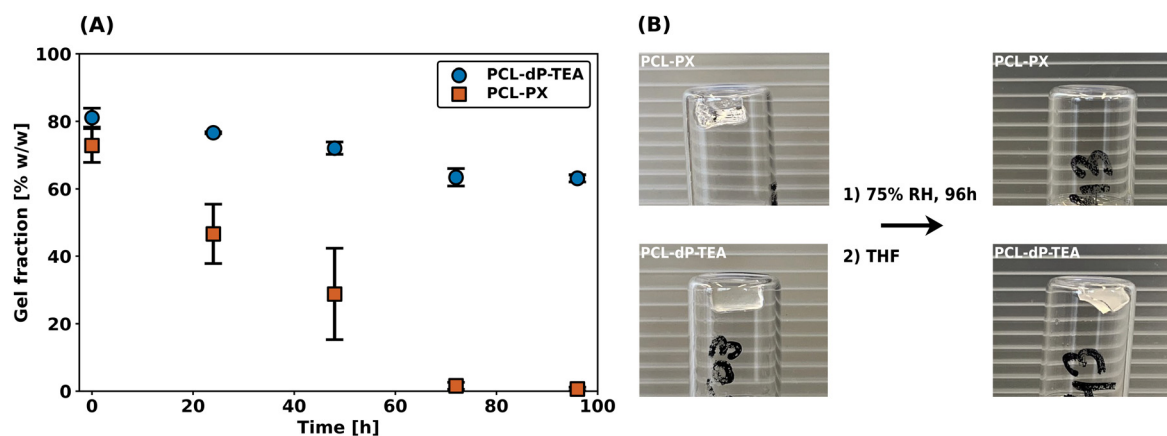 (A)
100
80
60
40
20
0
Gel fraction [% w/w]
0 20 40 60 80 100
Time [h]
PCL-dP-TEA
PCL-PX
(B)
PCL-PX
PCL-dP-TEA
1) 75% RH, 96h
2) THF
PCL-PX
PCL-dP-TEA